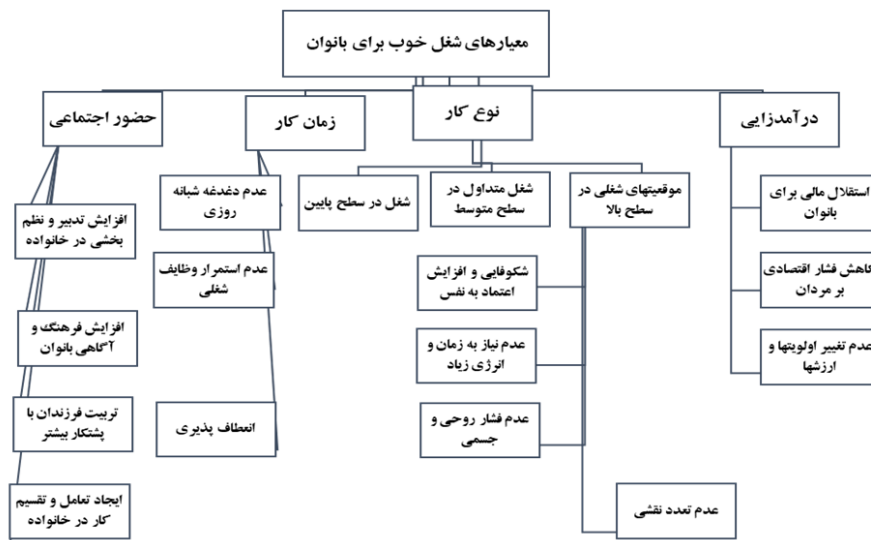 معیارهای شغل خوب برای بانوان
درآمدزایی
نوع کار
زمان کار
حضور اجتماعی
استقلال مالی برای
بانوان
کاهش فشار اقتصادی
بر مردان
عدم تغییر اولویتها و
ارزشها
موقعیتهای شغلی در
سطح بالا
شغل متداول در
سطح متوسط
شغل در سطح پایین
شکوفایی و افزایش
اعتماد به نفس
عدم نیاز به زمان و
انرژی زیاد
عدم فشار روحی و
جسمی
عدم تعدد نقشی
عدم دغدغه شبانه
روزی
عدم استمرار وظایف
شغلی
انعطاف پذیری
افزایش تدبیر و نظم
بخشی در خانواده
افزایش فرهنگ و
آگاهی بانوان
تربیت فرزندان با
پشتکار بیشتر
ایجاد تعامل و تقسیم
کار در خانواده